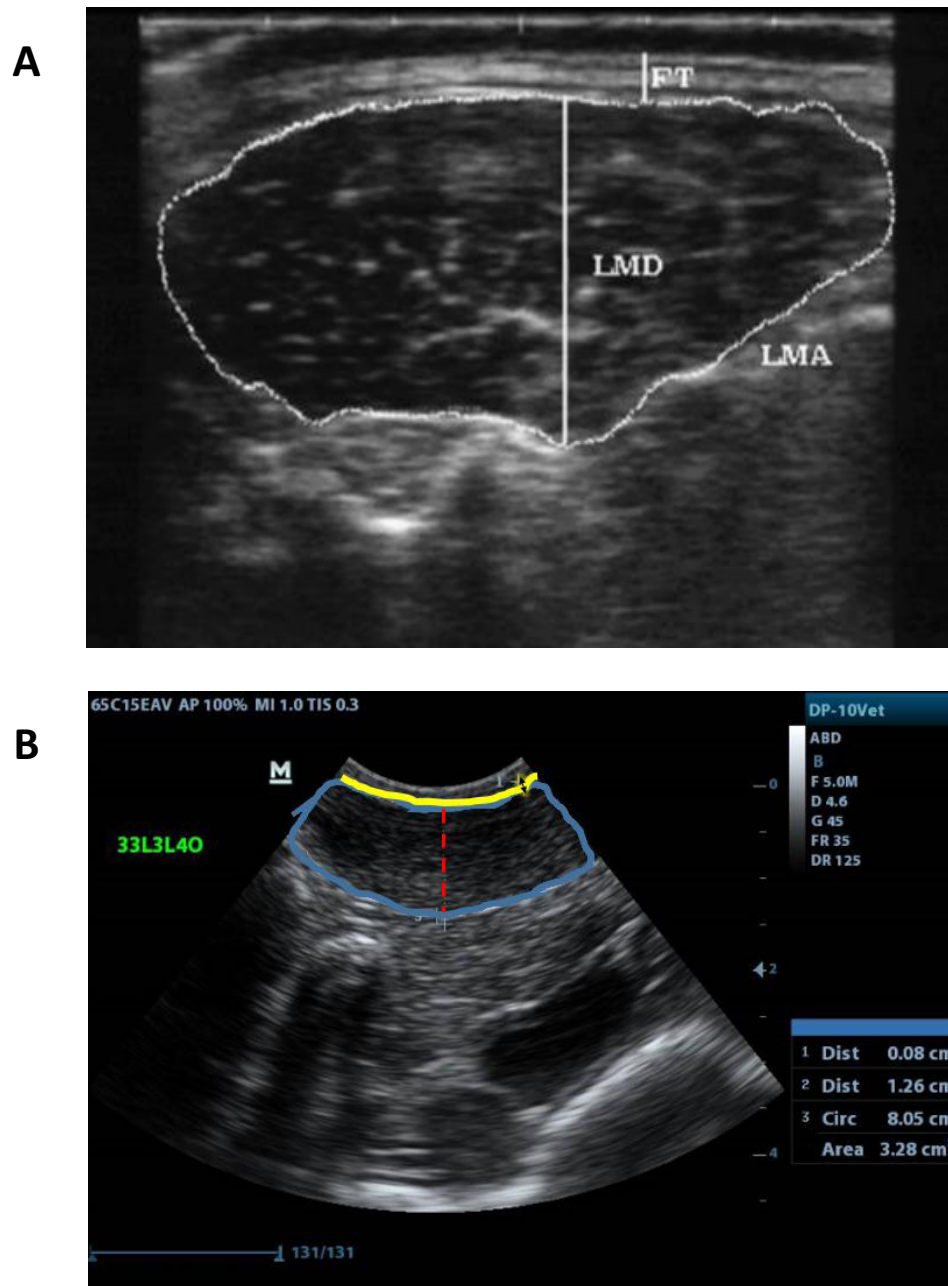 A
FT
LMD
LMA
B
65C15EAV AP 100% MI 1.0 TIS 0.3
DP-10Vet
M
ABD
B
F 5.0M
D 4.6
G 45
FR 35
DR 125
1
0
33L3L4O
3
2
1 Dist 0.08 cm
2 Dist 1.26 cm
3 Circ 8.05 cm
Area 3.28 cm
4
131/131